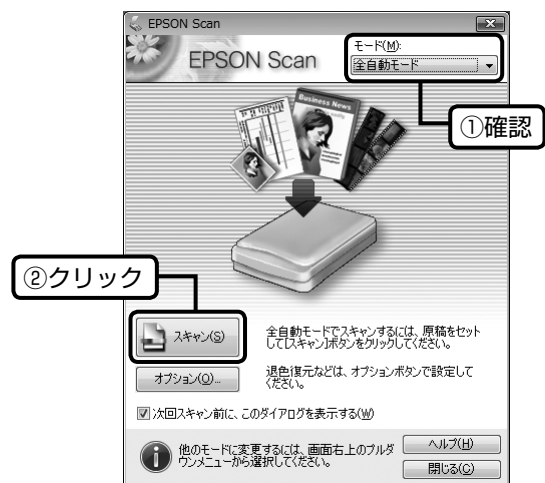 EPSON Scan
EPSON Scan
モード(M):
全自動モード
①確認
Business News
②クリック
スキャン(S)
全自動モードでスキャンするには、原稿をセット
して[スキャン]ボタンをクリックしてください。
オプション(O)...
退色復元などは、オプションボタンで設定して
ください。
次回スキャン前に、このダイアログを表示する(W)
他のモードに変更するには、画面右上のプルダ
ウンメニューから選択してください。
ヘルプ(H)
閉じる(C)